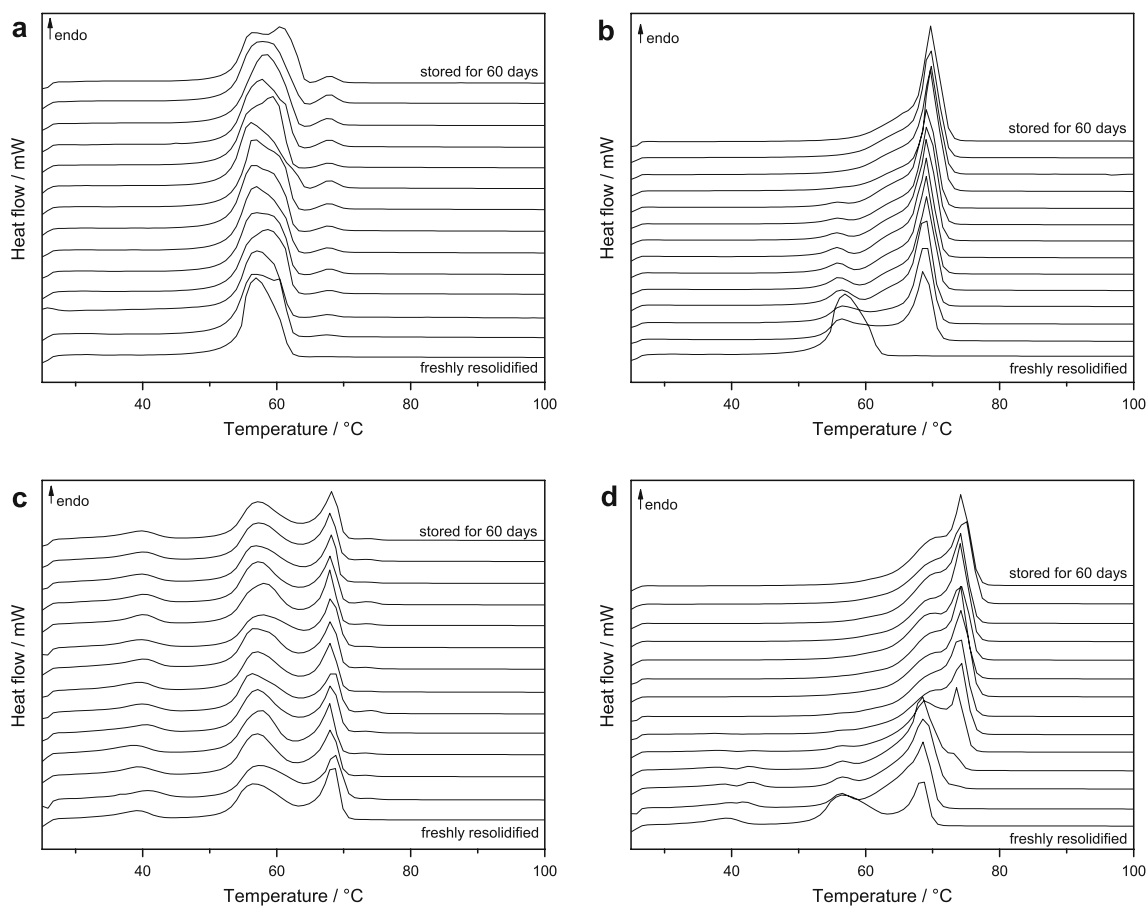 a
endo
stored for 60 days
freshly resolidified
Heat flow / mW
40 60 80 100
Temperature / °C
b
endo
stored for 60 days
freshly resolidified
Heat flow / mW
40 60 80 100
Temperature / °C
c
endo
stored for 60 days
freshly resolidified
Heat flow / mW
40 60 80 100
Temperature / °C
d
endo
stored for 60 days
freshly resolidified
Heat flow / mW
40 60 80 100
Temperature / °C